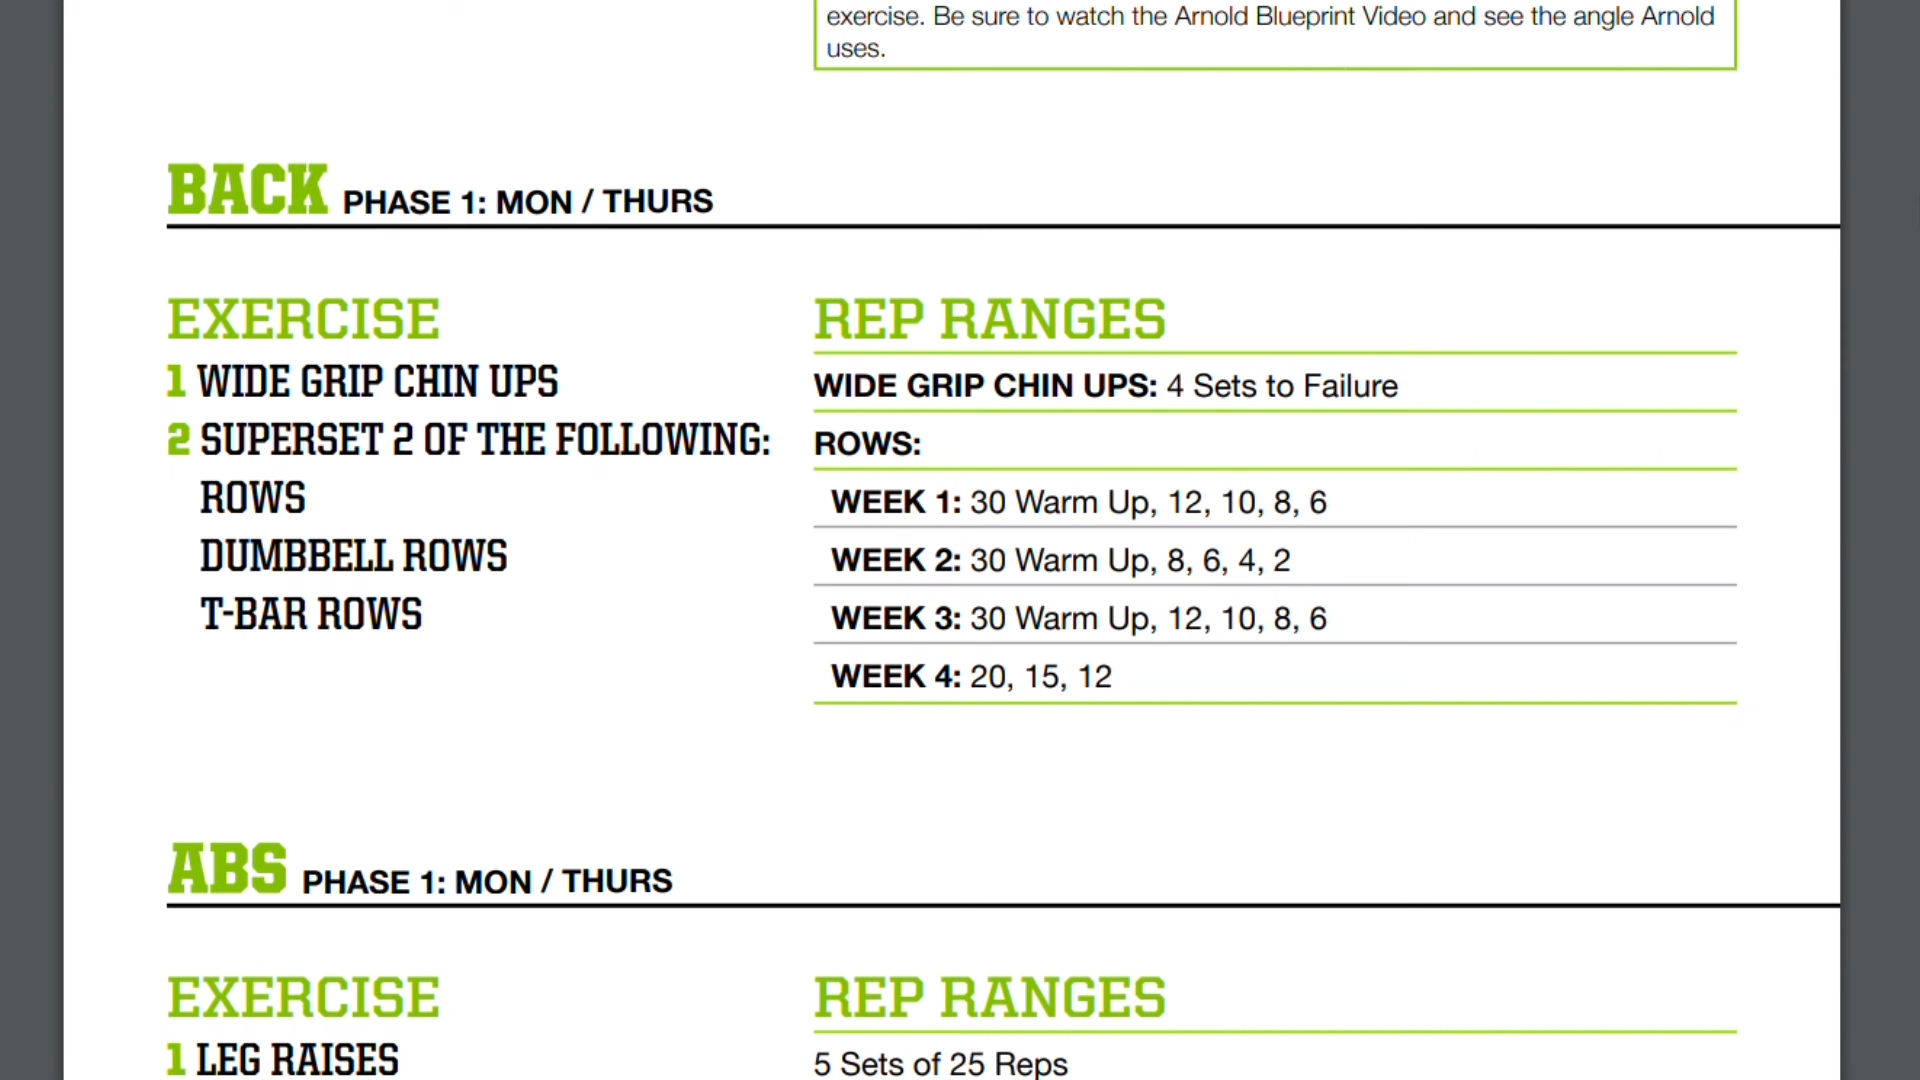 exercise. Be sure to watch the Arnold Blueprint Video and see the angle Arnold
uses.
BACK PHASE 1: MON / THURS
EXERCISE
1 WIDE GRIP CHIN UPS
2 SUPERSET 2 OF THE FOLLOWING:
ROWS
DUMBBELL ROWS
T-BAR ROWS
REP RANGES
WIDE GRIP CHIN UPS: 4 Sets to Failure
ROWS:
WEEK 1: 30 Warm Up, 12, 10, 8, 6
WEEK 2: 30 Warm Up, 8, 6, 4, 2
WEEK 3: 30 Warm Up, 12, 10, 8, 6
WEEK 4: 20, 15, 12
ABS PHASE 1: MON / THURS
EXERCISE
1 LEG RAISES
REP RANGES
5 Sets of 25 Reps